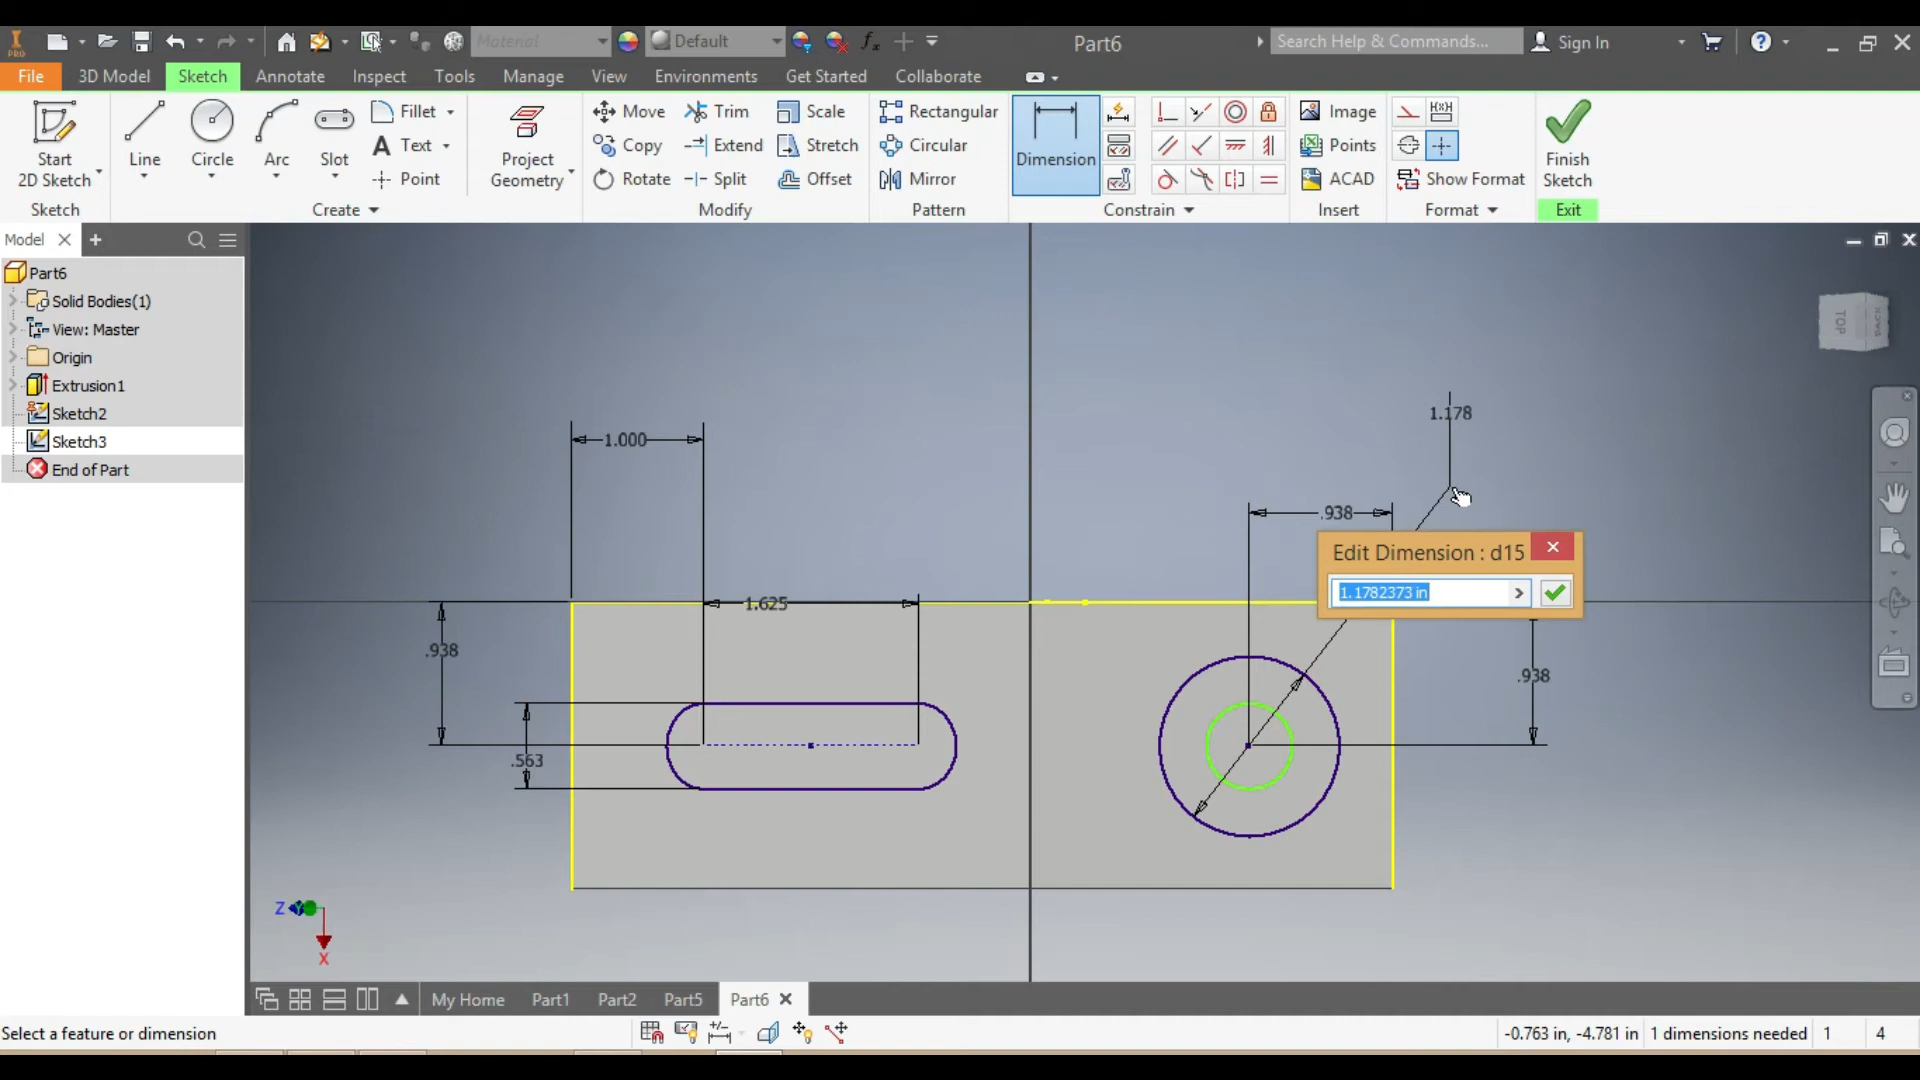 PRO
Material
Default
Part6
Search Help & Commands...
Sign In
File
3D Model
Sketch
Annotate
Inspect
Tools
Manage
View
Environments
Get Started
Collaborate
Start
2D Sketch
Line
Circle
Arc
Slot
Fillet
Text
Point
Project
Geometry
Move
Copy
Rotate
Trim
Extend
Split
Scale
Stretch
Offset
Rectangular
Circular
Mirror
Dimension
Image
Points
ACAD
Show Format
Finish
Sketch
Sketch
Create
Modify
Pattern
Constrain
Insert
Format
Exit
Model
Part6
Solid Bodies(1)
View: Master
Origin
Extrusion1
Sketch2
Sketch3
End of Part
TOP
BACK
1.178
1.000
.938
Edit Dimension : d15
1.1782373 in
1.625
.938
.938
.563
Z
Y
X
My Home
Part1
Part2
Part5
Part6
Select a feature or dimension
-0.763 in, -4.781 in
1 dimensions needed
1
4